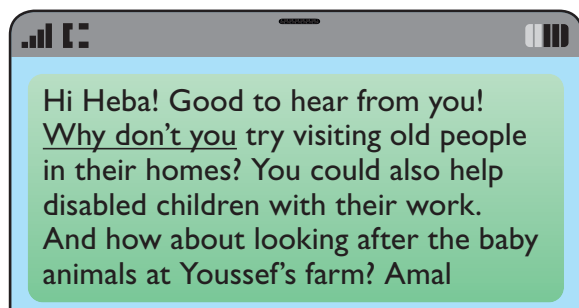 Hi Heba! Good to hear from you!
Why don't you try visiting old people
in their homes? You could also help
disabled children with their work.
And how about looking after the baby
animals at Youssef's farm? Amal